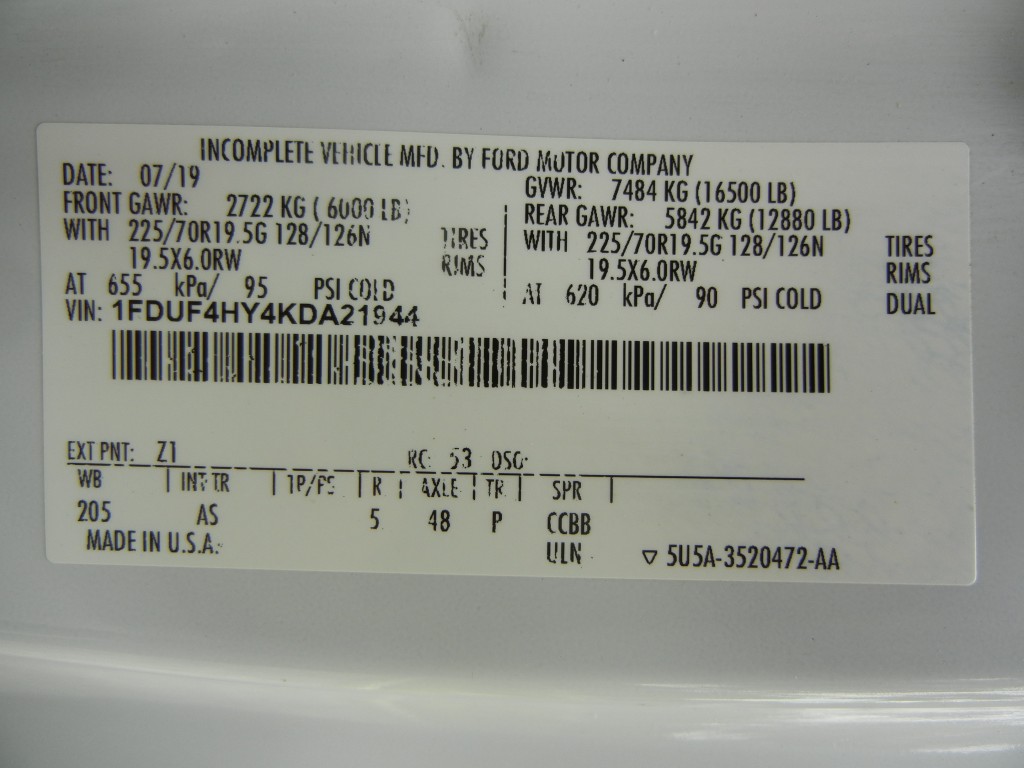 INCOMPLETE VEHICLE MFD. BY FORD MOTOR COMPANY
DATE: 07/19 GVWR: 7484 KG (16500 LB)
FRONT GAWR: 2722 KG ( 6000 LB) REAR GAWR: 5842 KG (12880 LB)
WITH 225/70R19.5G 128/126N TIRES WITH 225/70R19.5G 128/126N TIRES
19.5X6.0RW RIMS 19.5X6.0RW RIMS
AT 655 kPa/ 95 PSI COLD AT 620 kPa/ 90 PSI COLD DUAL
VIN: 1FDUF4HY4KDA21944
EXT PNT: Z1 RC: 53 DSO:
WB INT TR TP/PS R AXLE TR SPR
205 AS 5 48 P CCBB
MADE IN U.S.A. ULN ▽ 5U5A-3520472-AA